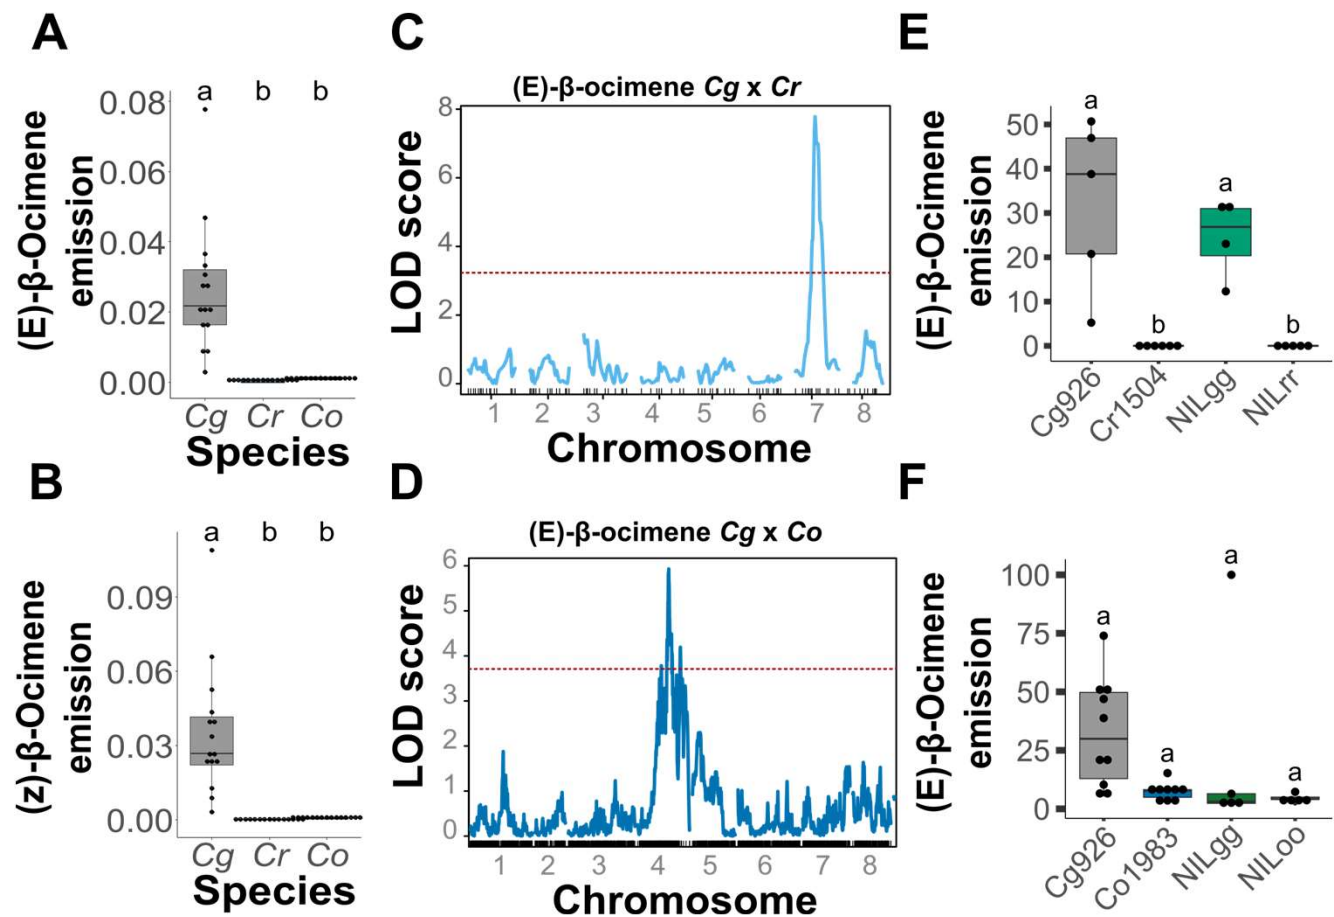 A
(E)-β-Ocimene
emission
0.08
0.06
0.04
0.02
0.00
a b b
Cg Cr Co
Species
B
(z)-β-Ocimene
emission
0.09
0.06
0.03
0.00
a b b
Cg Cr Co
Species
C
(E)-β-ocimene Cg x Cr
LOD score
8
6
4
2
0
1 2 3 4 5 6 7 8
Chromosome
D
(E)-β-ocimene Cg x Co
LOD score
6
5
4
3
2
1
0
1 2 3 4 5 6 7 8
Chromosome
E
(E)-β-Ocimene
emission
50
40
30
20
10
0
a b a b
Cg926 Cr1504 NILgg NILrr
F
(E)-β-Ocimene
emission
100
75
50
25
0
a a a a
Cg926 Co1983 NILgg NILoo